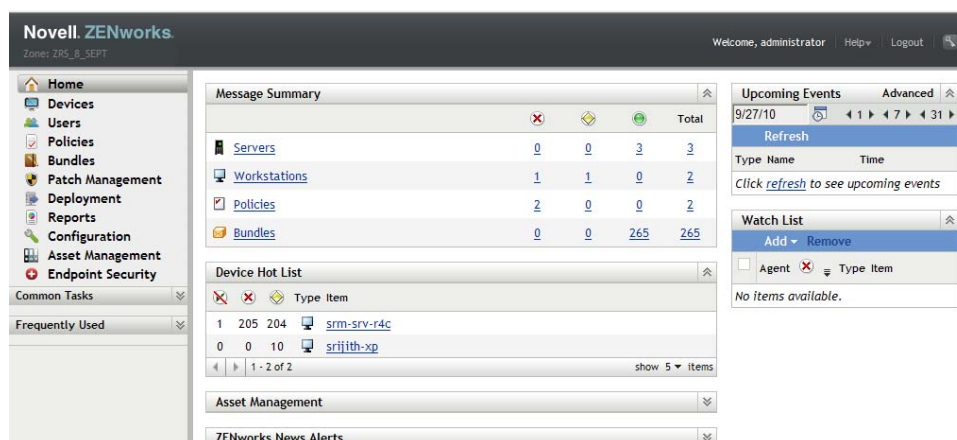 Novell. ZENworks.
Zone: ZRS_8_SEPT
Welcome, administrator Help Logout
Home
Devices
Users
Policies
Bundles
Patch Management
Deployment
Reports
Configuration
Asset Management
Endpoint Security
Common Tasks
Frequently Used
Message Summary
Total
Servers 0 0 3 3
Workstations 1 1 0 2
Policies 2 0 0 2
Bundles 0 0 265 265
Device Hot List
Type Item
1 205 204 srm-srv-r4c
0 0 10 srijith-xp
1 - 2 of 2 show 5 items
Asset Management
ZENworks News Alerts
Upcoming Events Advanced
9/27/10 1 7 31
Refresh
Type Name Time
Click refresh to see upcoming events
Watch List
Add Remove
Agent Type Item
No items available.